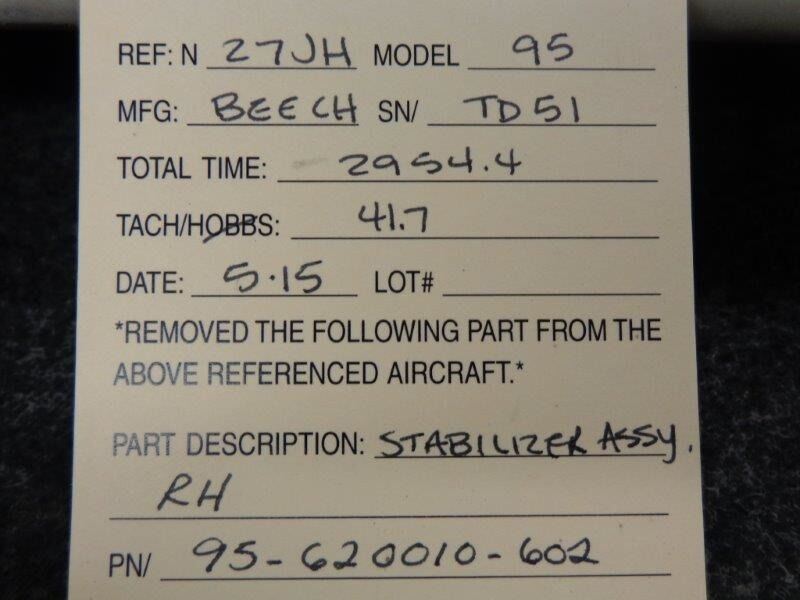 REF: N 27JH MODEL 95
MFG: BEECH SN/ TD51
TOTAL TIME: 2954.4
TACH/HOBBS: 41.7
DATE: 5.15 LOT#
*REMOVED THE FOLLOWING PART FROM THE
ABOVE REFERENCED AIRCRAFT.*
PART DESCRIPTION: STABILIZER ASSY.
RH
PN/ 95-620010-602